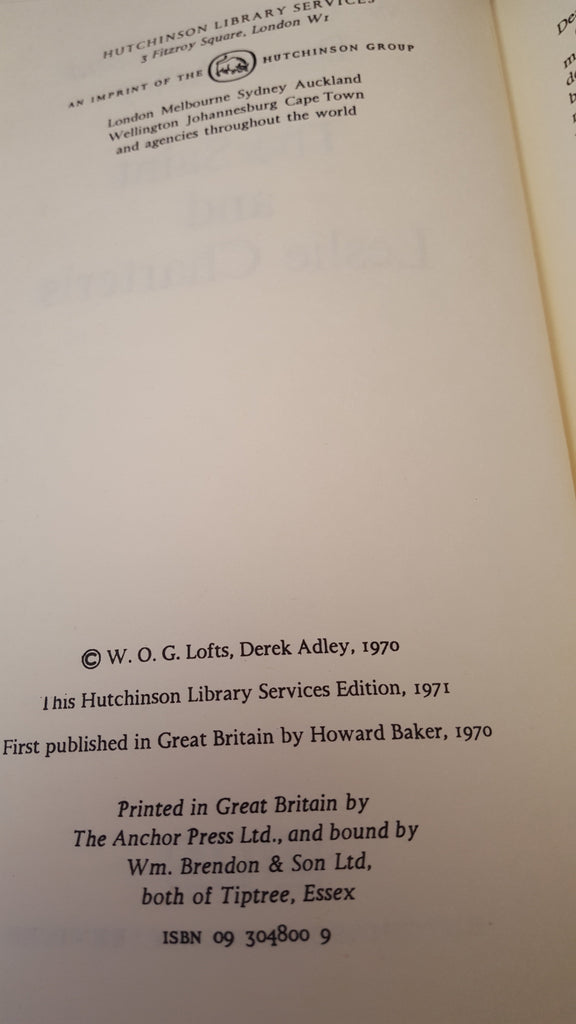 HUTCHINSON LIBRARY SERVICES
3 Fitzroy Square, London W1
AN IMPRINT OF THE HUTCHINSON GROUP
London Melbourne Sydney Auckland
Wellington Johannesburg Cape Town
and agencies throughout the world
and
Leslie Charteris
© W. O. G. Lofts, Derek Adley, 1970
This Hutchinson Library Services Edition, 1971
First published in Great Britain by Howard Baker, 1970
Printed in Great Britain by
The Anchor Press Ltd., and bound by
Wm. Brendon & Son Ltd,
both of Tiptree, Essex
ISBN 09 304800 9